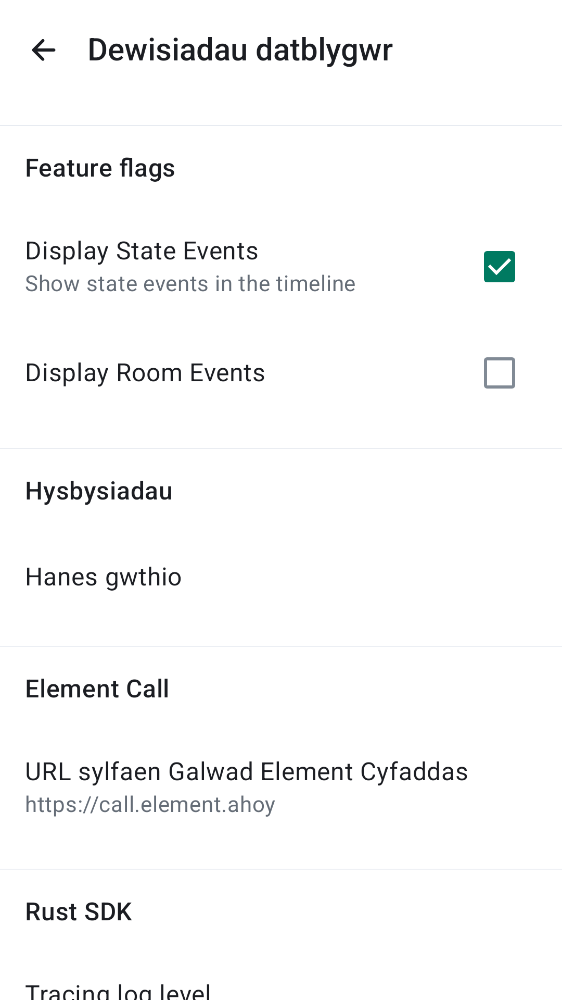 Dewisiadau datblygwr
Feature flags
Display State Events
Show state events in the timeline
Display Room Events
Hysbysiadau
Hanes gwthio
Element Call
URL sylfaen Galwad Element Cyfaddas
https://call.element.ahoy
Rust SDK
Tracing log level